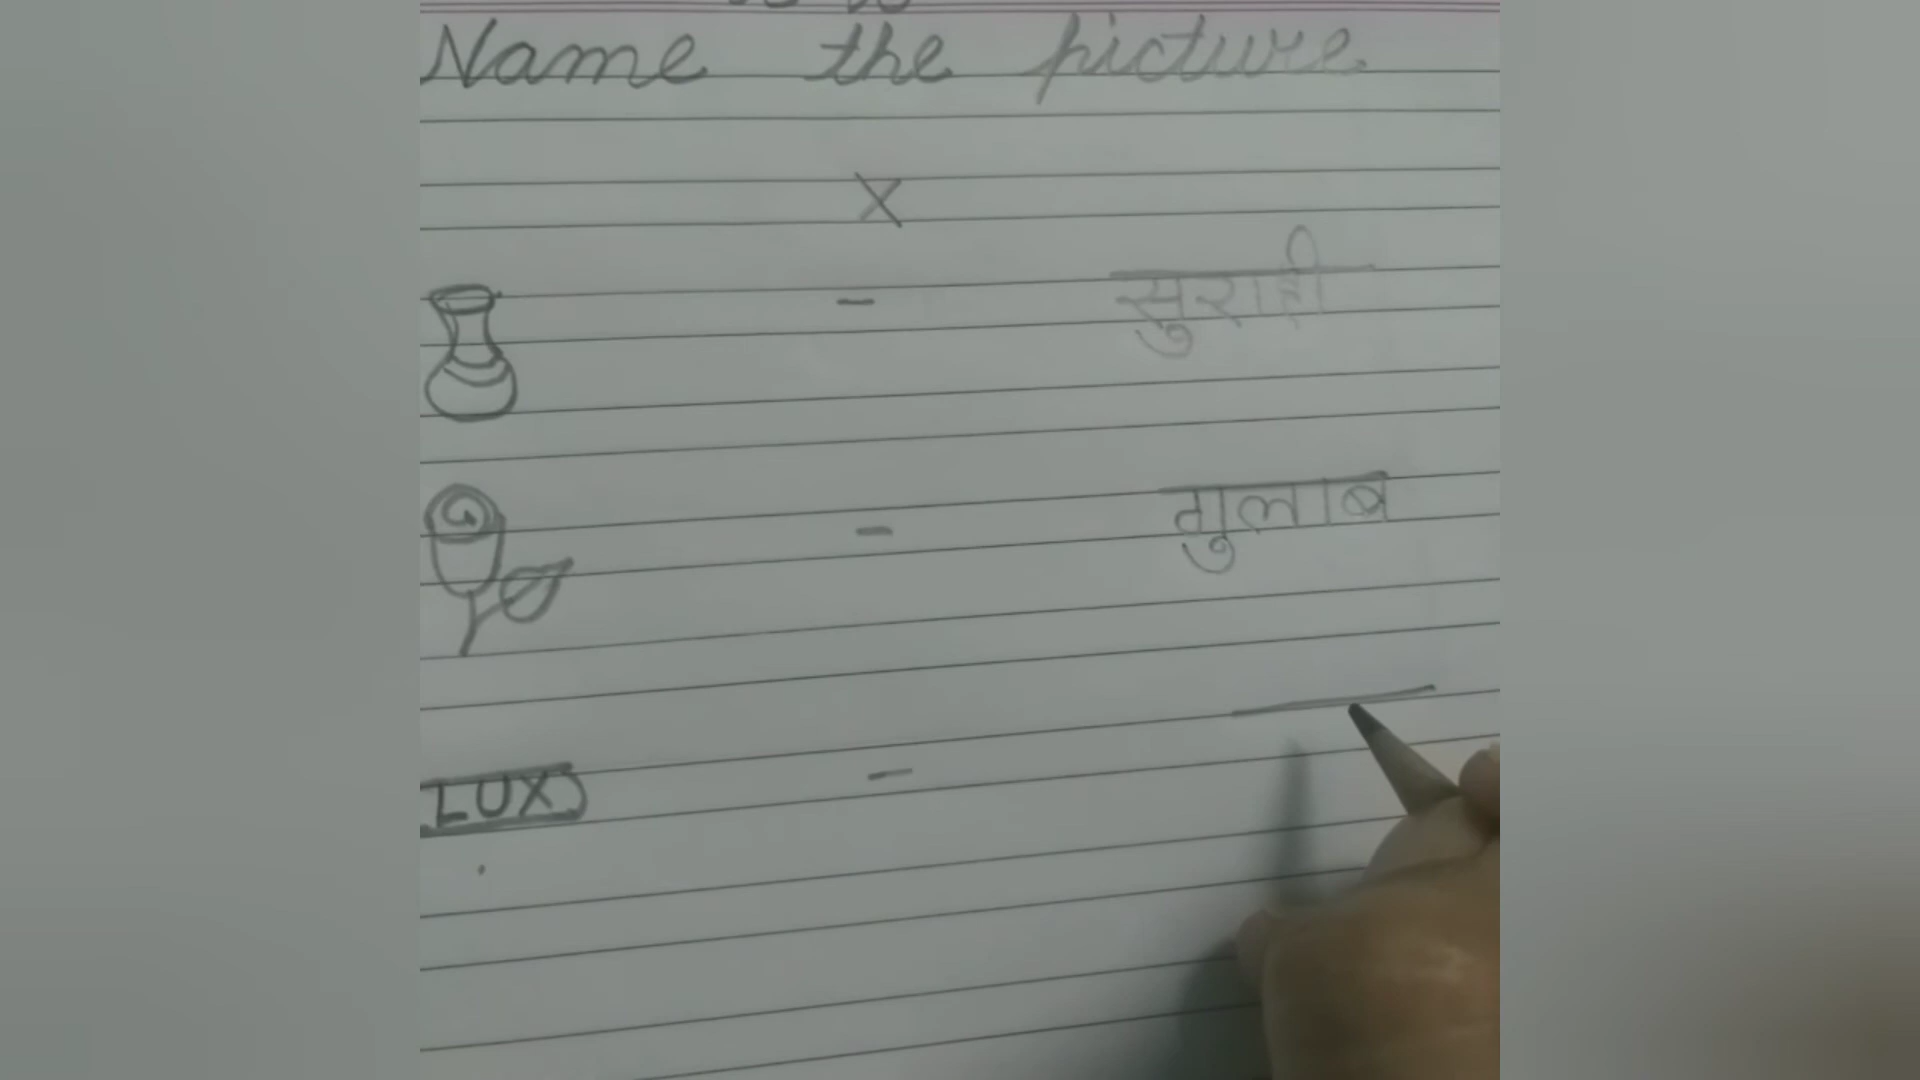 Name the picture
X
- सुराही
- गुलाब
LUX -